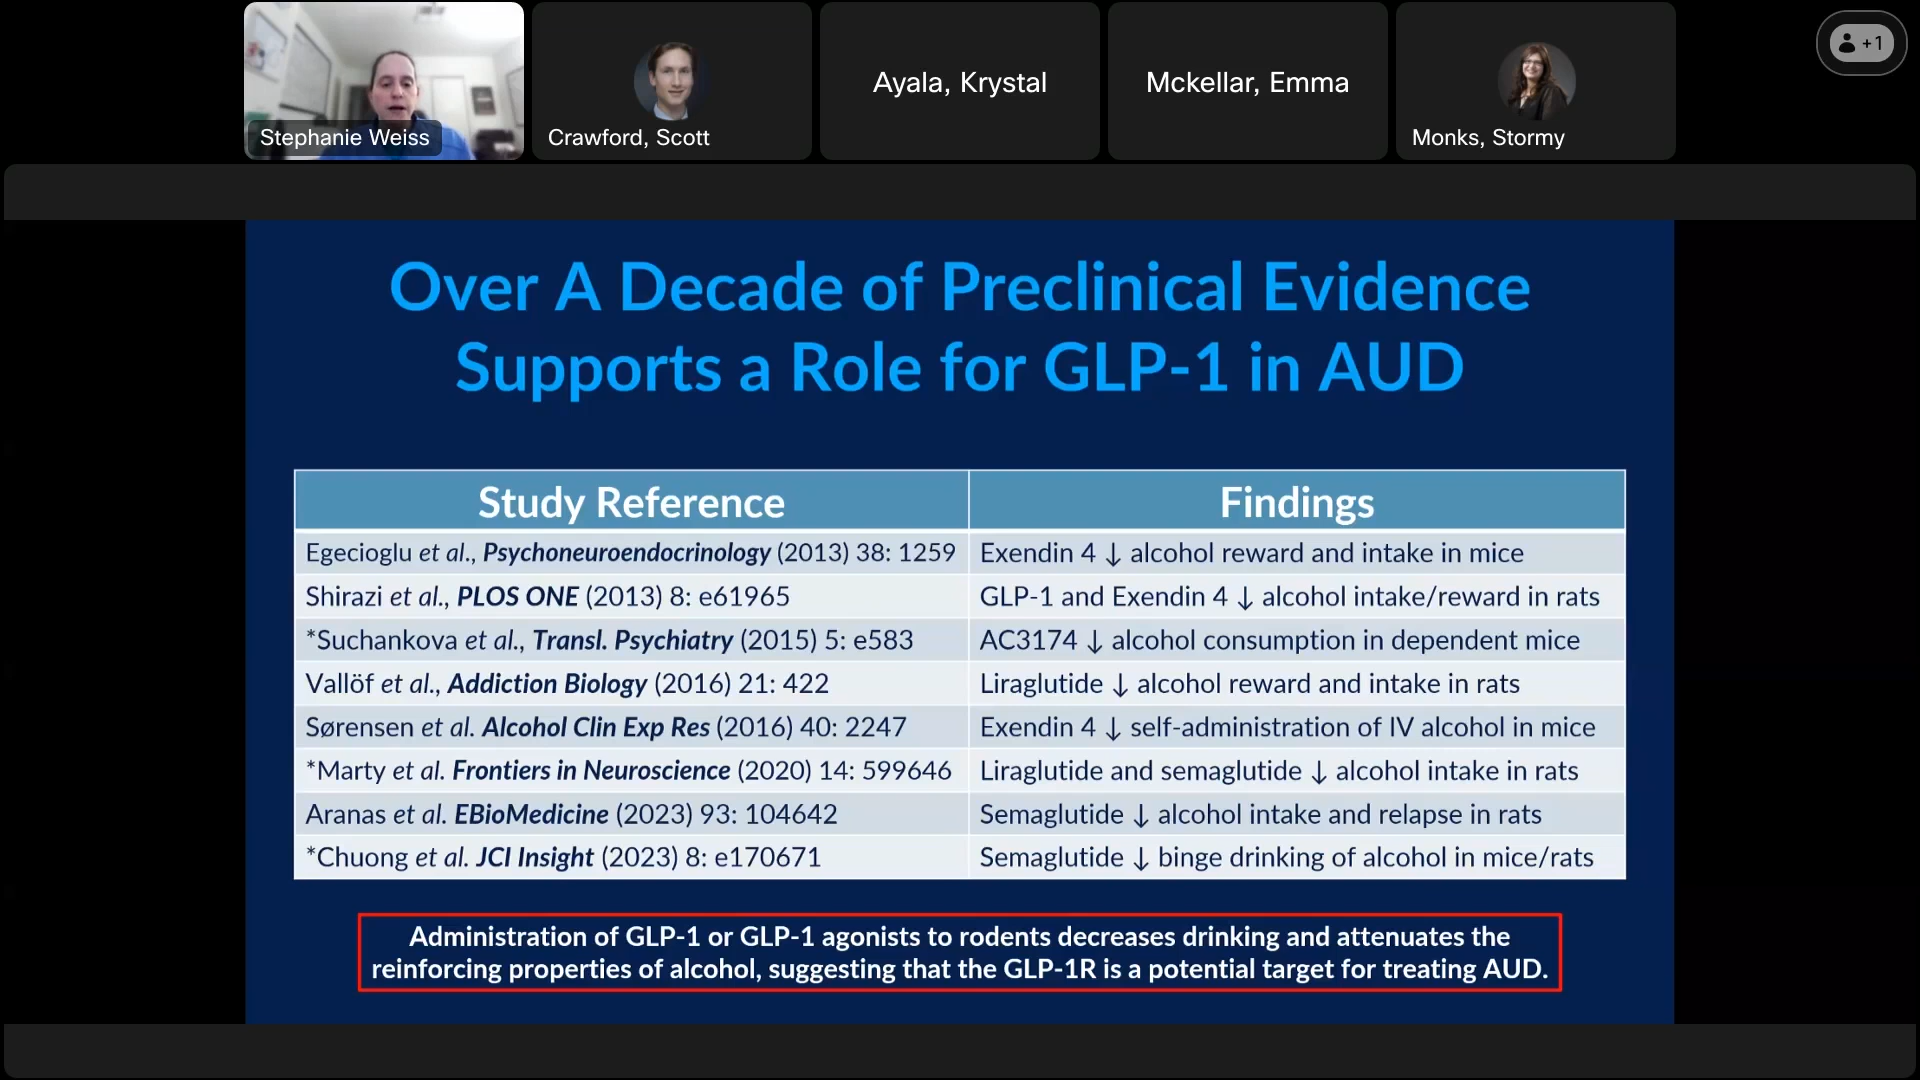 Stephanie Weiss
Crawford, Scott
Ayala, Krystal
Mckellar, Emma
Monks, Stormy
+1
Over A Decade of Preclinical Evidence
Supports a Role for GLP-1 in AUD
Study Reference Findings
Egecioglu et al., Psychoneuroendocrinology (2013) 38: 1259 Exendin 4 ↓ alcohol reward and intake in mice
Shirazi et al., PLOS ONE (2013) 8: e61965 GLP-1 and Exendin 4 ↓ alcohol intake/reward in rats
*Suchankova et al., Transl. Psychiatry (2015) 5: e583 AC3174 ↓ alcohol consumption in dependent mice
Vallöf et al., Addiction Biology (2016) 21: 422 Liraglutide ↓ alcohol reward and intake in rats
Sørensen et al. Alcohol Clin Exp Res (2016) 40: 2247 Exendin 4 ↓ self-administration of IV alcohol in mice
*Marty et al. Frontiers in Neuroscience (2020) 14: 599646 Liraglutide and semaglutide ↓ alcohol intake in rats
Aranas et al. EBioMedicine (2023) 93: 104642 Semaglutide ↓ alcohol intake and relapse in rats
*Chuong et al. JCI Insight (2023) 8: e170671 Semaglutide ↓ binge drinking of alcohol in mice/rats
Administration of GLP-1 or GLP-1 agonists to rodents decreases drinking and attenuates the
reinforcing properties of alcohol, suggesting that the GLP-1R is a potential target for treating AUD.